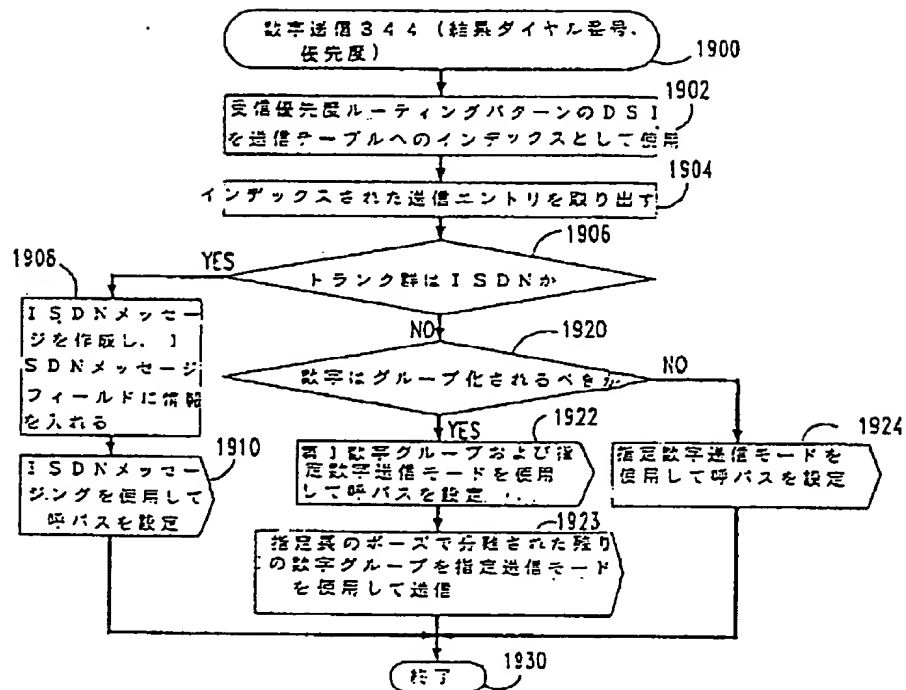 数字送信344（結果ダイヤル番号、
優先度）
1900
1902
受信優先度ルーティングパターンのDSI
を送信テーブルへのインデックスとして使用
1904
インデックスされた送信エントリを取り出す
1906
トランク群はISDNか
YES
1908
ISDNメッセー
ジを作成し、I
SDNメッセージ
フィールドに情報
を入れる
1910
ISDNメッセー
ジングを使用して
呼パスを設定
NO
1920
数字はグループ化されるべきか
NO
YES
1922
第1数字グループおよび指
定数字送信モードを使用
して呼パスを設定
1924
指定数字送信モードを
使用して呼パスを設定
1923
指定長のポーズで分離された残り
の数字グループを指定送信モード
を使用して送信
1930
終了